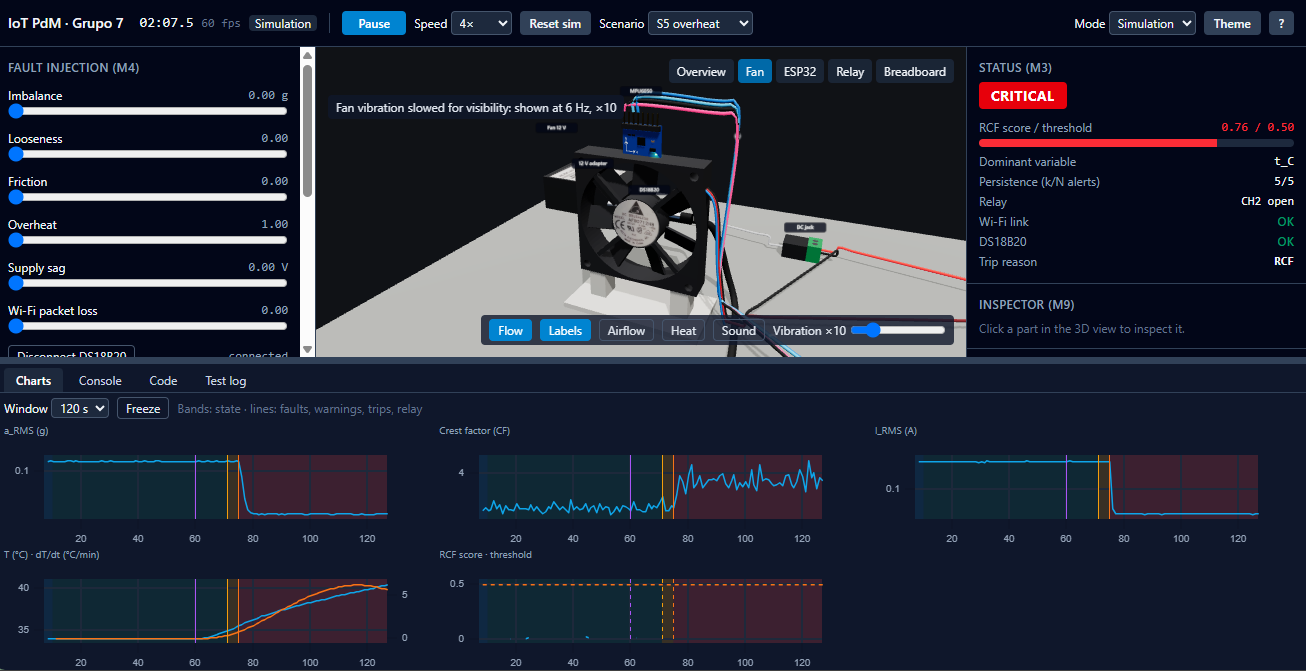 IoT PdM · Grupo 7 02:07.5 60 fps Simulation Pause Speed 4× Reset sim Scenario S5 overheat Mode Simulation Theme ?
FAULT INJECTION (M4)
Imbalance 0.00 g
Looseness 0.00
Friction 0.00
Overheat 1.00
Supply sag 0.00 V
Wi-Fi packet loss 0.00
Disconnect DS18B20 connected
Overview Fan ESP32 Relay Breadboard
Fan vibration slowed for visibility: shown at 6 Hz, ×10
MPU6050
Fan 12 V
12 V adapter
DS18B20
DC jack
Flow Labels Airflow Heat Sound Vibration ×10
STATUS (M3)
CRITICAL
RCF score / threshold 0.76 / 0.50
Dominant variable t_C
Persistence (k/N alerts) 5/5
Relay CH2 open
Wi-Fi link OK
DS18B20 OK
Trip reason RCF
INSPECTOR (M9)
Click a part in the 3D view to inspect it.
Charts Console Code Test log
Window 120 s Freeze Bands: state · lines: faults, warnings, trips, relay
a_RMS (g)
0.1
20 40 60 80 100 120
Crest factor (CF)
4
20 40 60 80 100 120
I_RMS (A)
0.1
20 40 60 80 100 120
T (°C) · dT/dt (°C/min)
40
35
5
0
20 40 60 80 100 120
RCF score · threshold
0.5
0
20 40 60 80 100 120